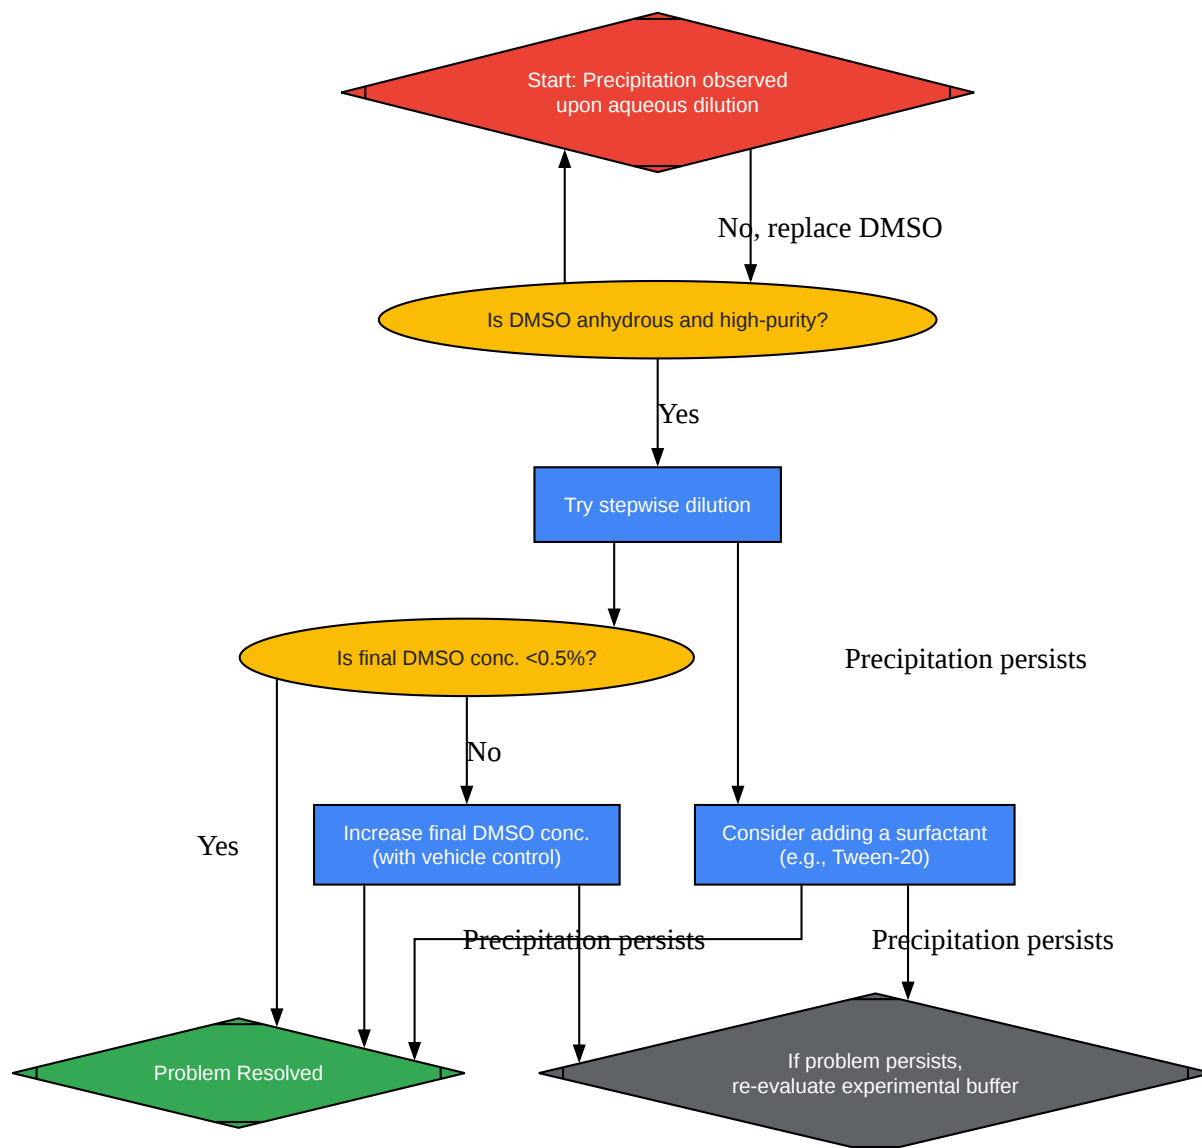 Start: Precipitation observed
upon aqueous dilution
No, replace DMSO
Is DMSO anhydrous and high-purity?
Yes
Try stepwise dilution
Is final DMSO conc. <0.5%?
Precipitation persists
No
Increase final DMSO conc.
(with vehicle control)
Consider adding a surfactant
(e.g., Tween-20)
Yes
Precipitation persists
Precipitation persists
Problem Resolved
If problem persists,
re-evaluate experimental buffer